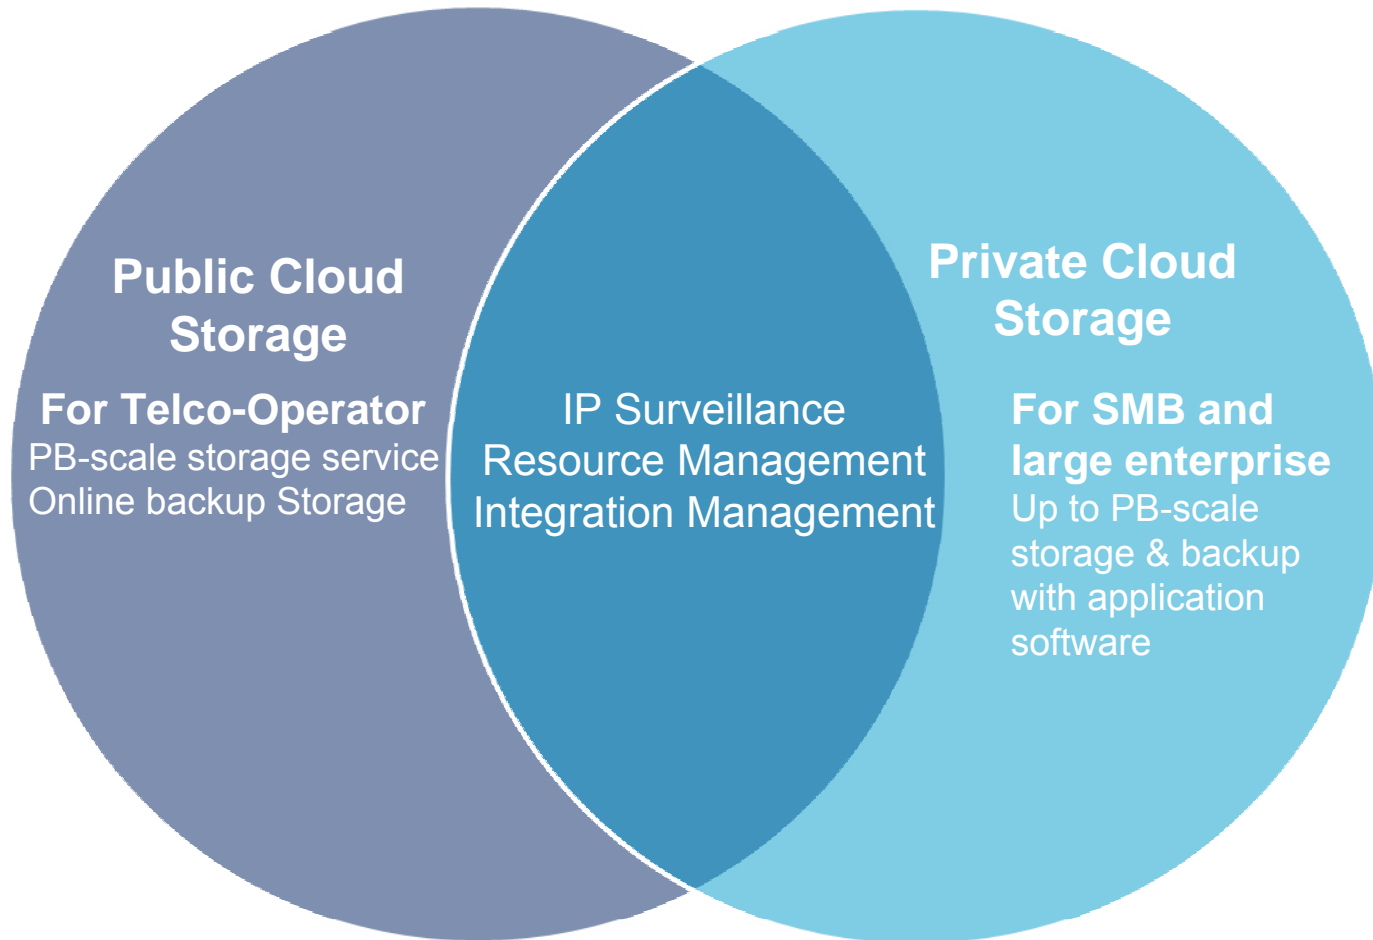 Public Cloud
Storage
For Telco-Operator
PB-scale storage service
Online backup Storage
IP Surveillance
Resource Management
Integration Management
Private Cloud
Storage
For SMB and
large enterprise
Up to PB-scale
storage & backup
with application
software